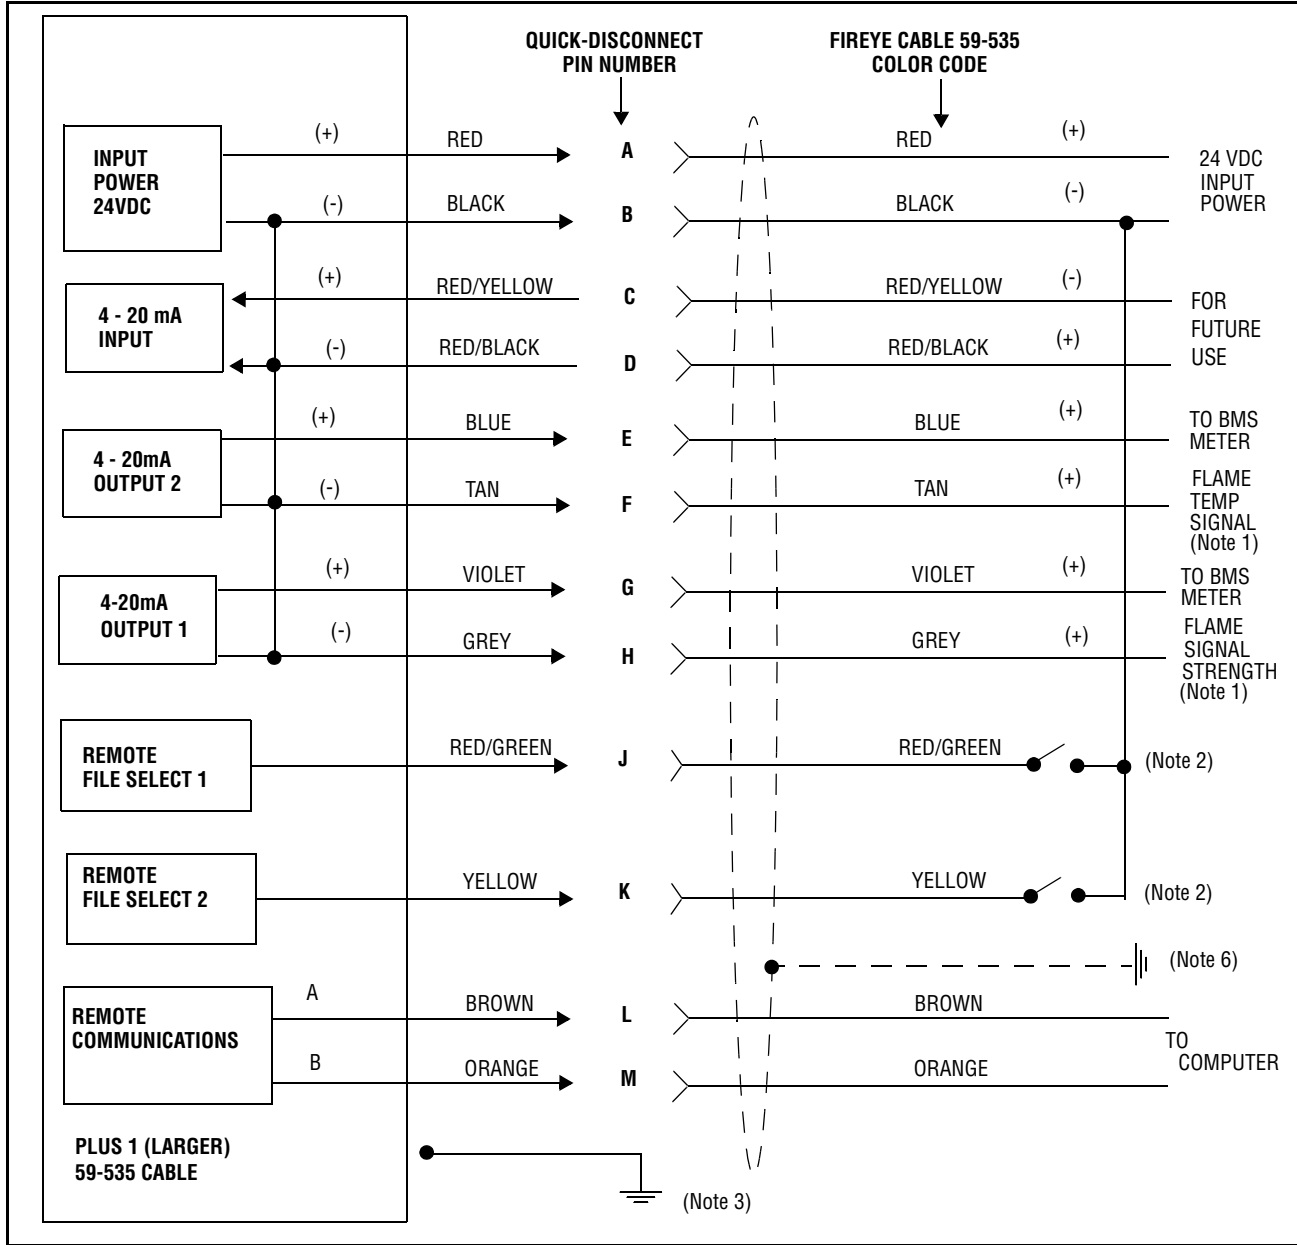 QUICK-DISCONNECT
PIN NUMBER
FIREYE CABLE 59-535
COLOR CODE
INPUT
POWER
24VDC
(+)
RED
A
RED
(+)
(-)
BLACK
B
BLACK
(-)
24 VDC
INPUT
POWER
4 - 20 mA
INPUT
(+)
RED/YELLOW
C
RED/YELLOW
(-)
(-)
RED/BLACK
D
RED/BLACK
(+)
FOR
FUTURE
USE
4 - 20mA
OUTPUT 2
(+)
BLUE
E
BLUE
(+)
TO BMS
METER
(-)
TAN
F
TAN
(+)
FLAME
TEMP
SIGNAL
(Note 1)
4-20mA
OUTPUT 1
(+)
VIOLET
G
VIOLET
(+)
TO BMS
METER
(-)
GREY
H
GREY
(+)
FLAME
SIGNAL
STRENGTH
(Note 1)
REMOTE
FILE SELECT 1
RED/GREEN
J
RED/GREEN
(Note 2)
REMOTE
FILE SELECT 2
YELLOW
K
YELLOW
(Note 2)
(Note 6)
REMOTE
COMMUNICATIONS
A
BROWN
L
BROWN
B
ORANGE
M
ORANGE
TO
COMPUTER
PLUS 1 (LARGER)
59-535 CABLE
(Note 3)